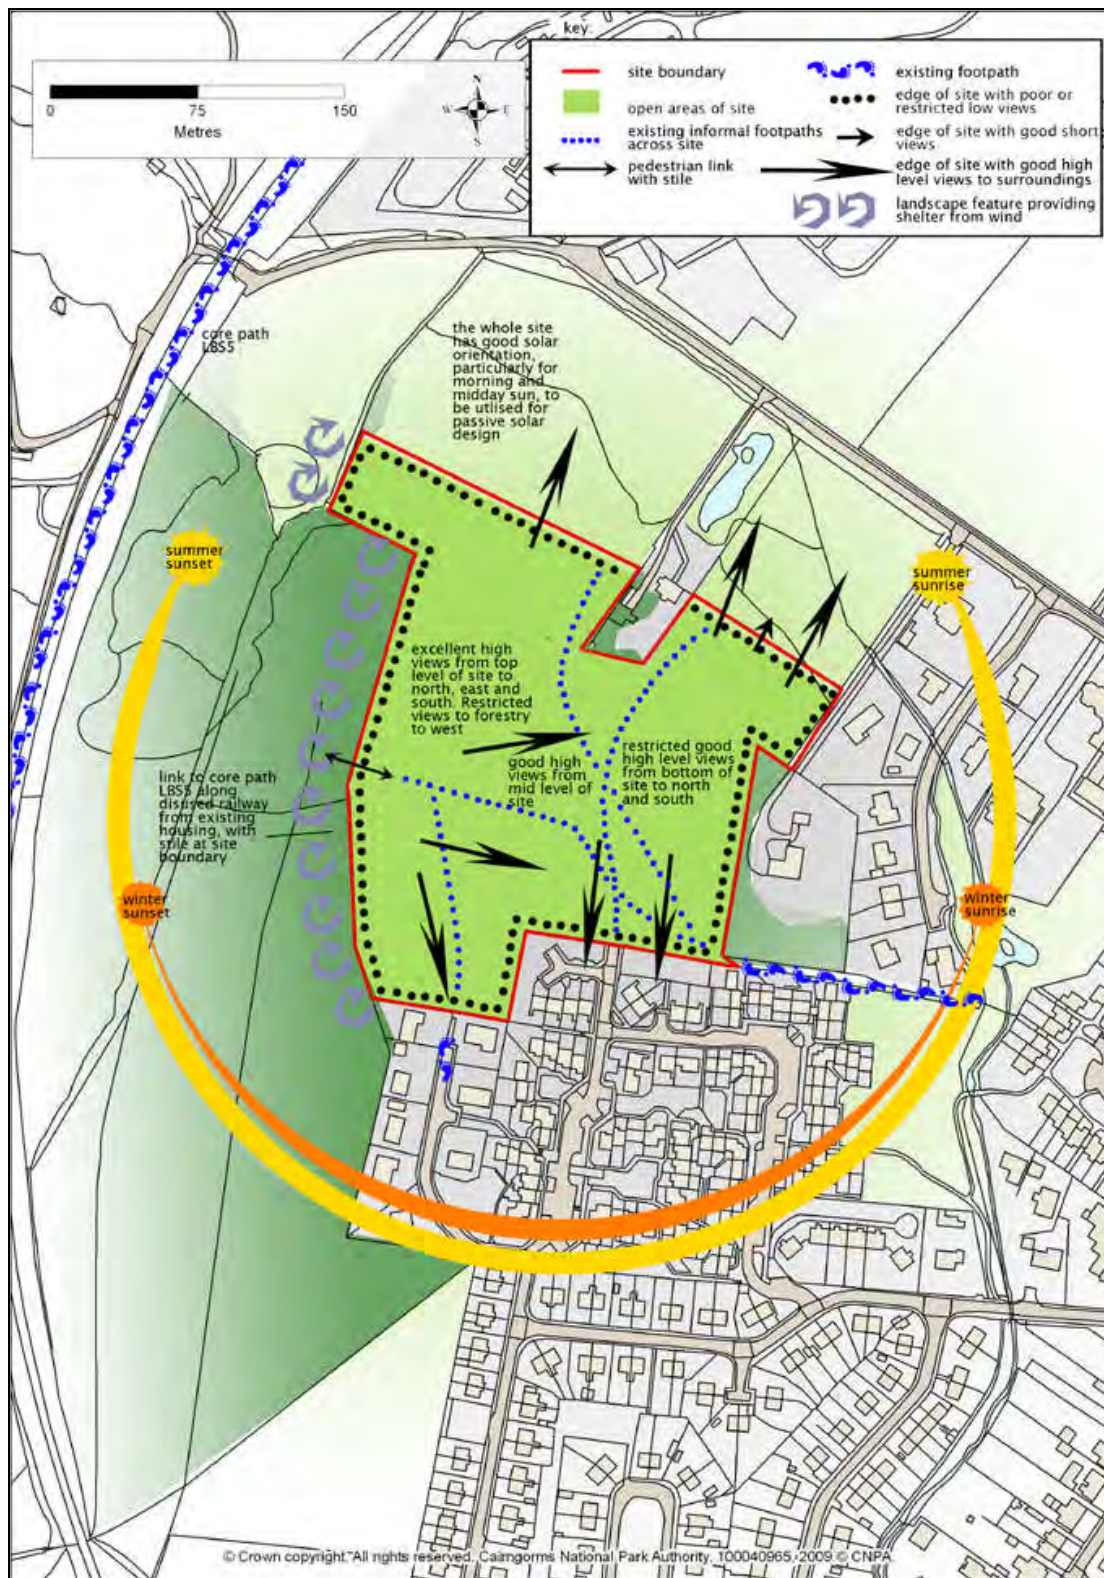 key:
site boundary
open areas of site
existing informal footpaths
across site
pedestrian link
with stile
existing footpath
edge of site with poor or
restricted low views
edge of site with good short
views
edge of site with good high
level views to surroundings
landscape feature providing
shelter from wind
0 75 150
Metres
N
W E
S
core path
LBS5
the whole site
has good solar
orientation,
particularly for
morning and
midday sun, to
be utlised for
passive solar
design
summer
sunset
summer
sunrise
excellent high
views from top
level of site to
north, east and
south. Restricted
views to forestry
to west
good high
views from
mid level of
site
restricted good
high level views
from bottom of
site to north
and south
link to core path
LBS5 along
disused railway
from existing
housing, with
stile at site
boundary
winter
sunset
winter
sunrise
© Crown copyright. All rights reserved. Cairngorms National Park Authority, 100040965, 2009 © CNPA.